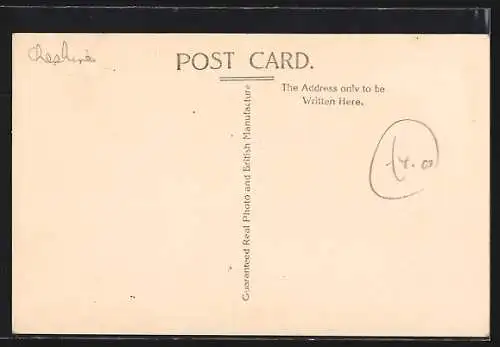 Cheshire
POST CARD.
The Address only to be
Written Here.
Guaranteed Real Photo and British Manufacture